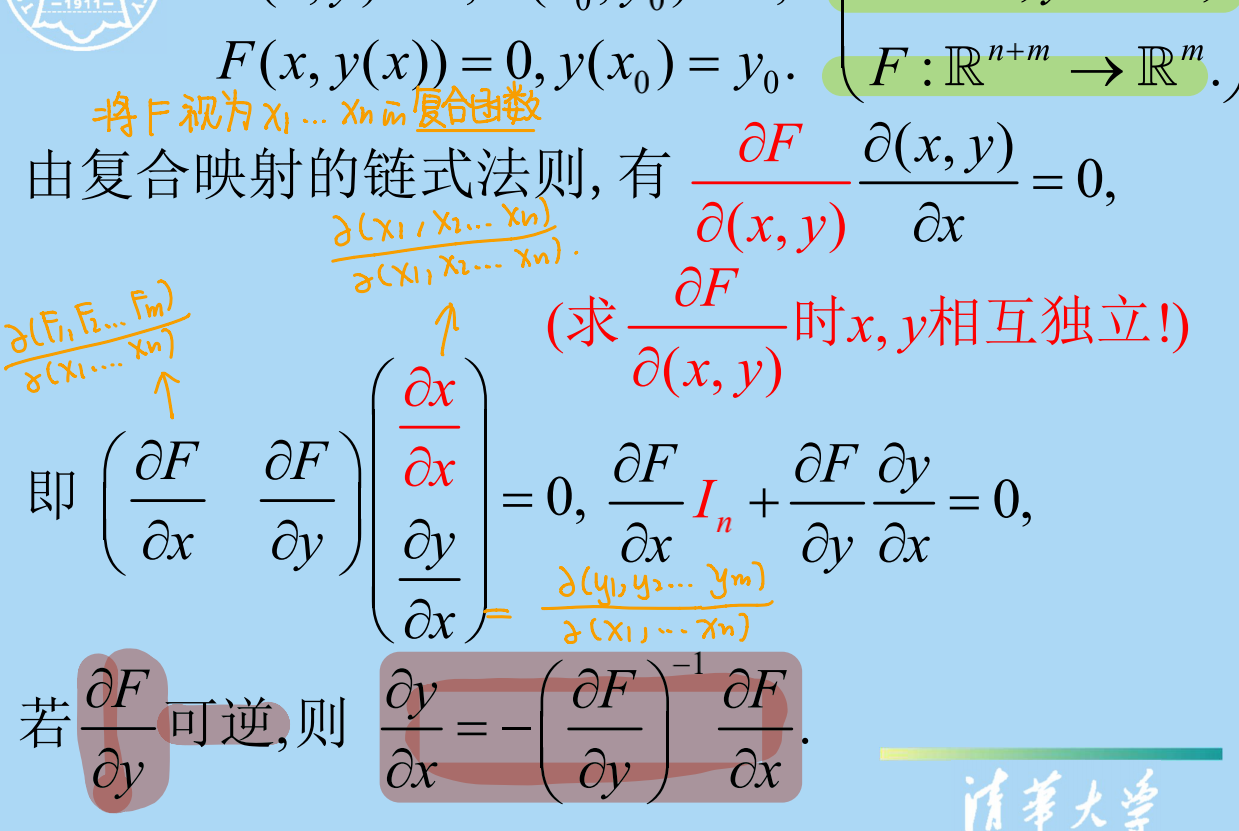 -1911-
F(x, y(x)) = 0, y(x₀) = y₀. F : ℝⁿ⁺ᵐ → ℝᵐ.)
将F视为x₁...xn的复合函数
由复合映射的链式法则, 有 ∂F/∂(x, y) ∂(x, y)/∂x = 0,
∂(x₁, x₂... xn)/∂(x₁, x₂... xn).
(求 ∂F/∂(x, y) 时x, y相互独立!)
∂(F₁, F₂... Fm)/∂(x₁.... xn)
即 (∂F/∂x ∂F/∂y) (∂x/∂x ∂y/∂x) = 0, ∂F/∂x Iₙ + ∂F/∂y ∂y/∂x = 0,
= ∂(y₁, y₂... ym)/∂(x₁, ... xn)
若 ∂F/∂y 可逆,则 ∂y/∂x = −(∂F/∂y)⁻¹ ∂F/∂x.
清华大学